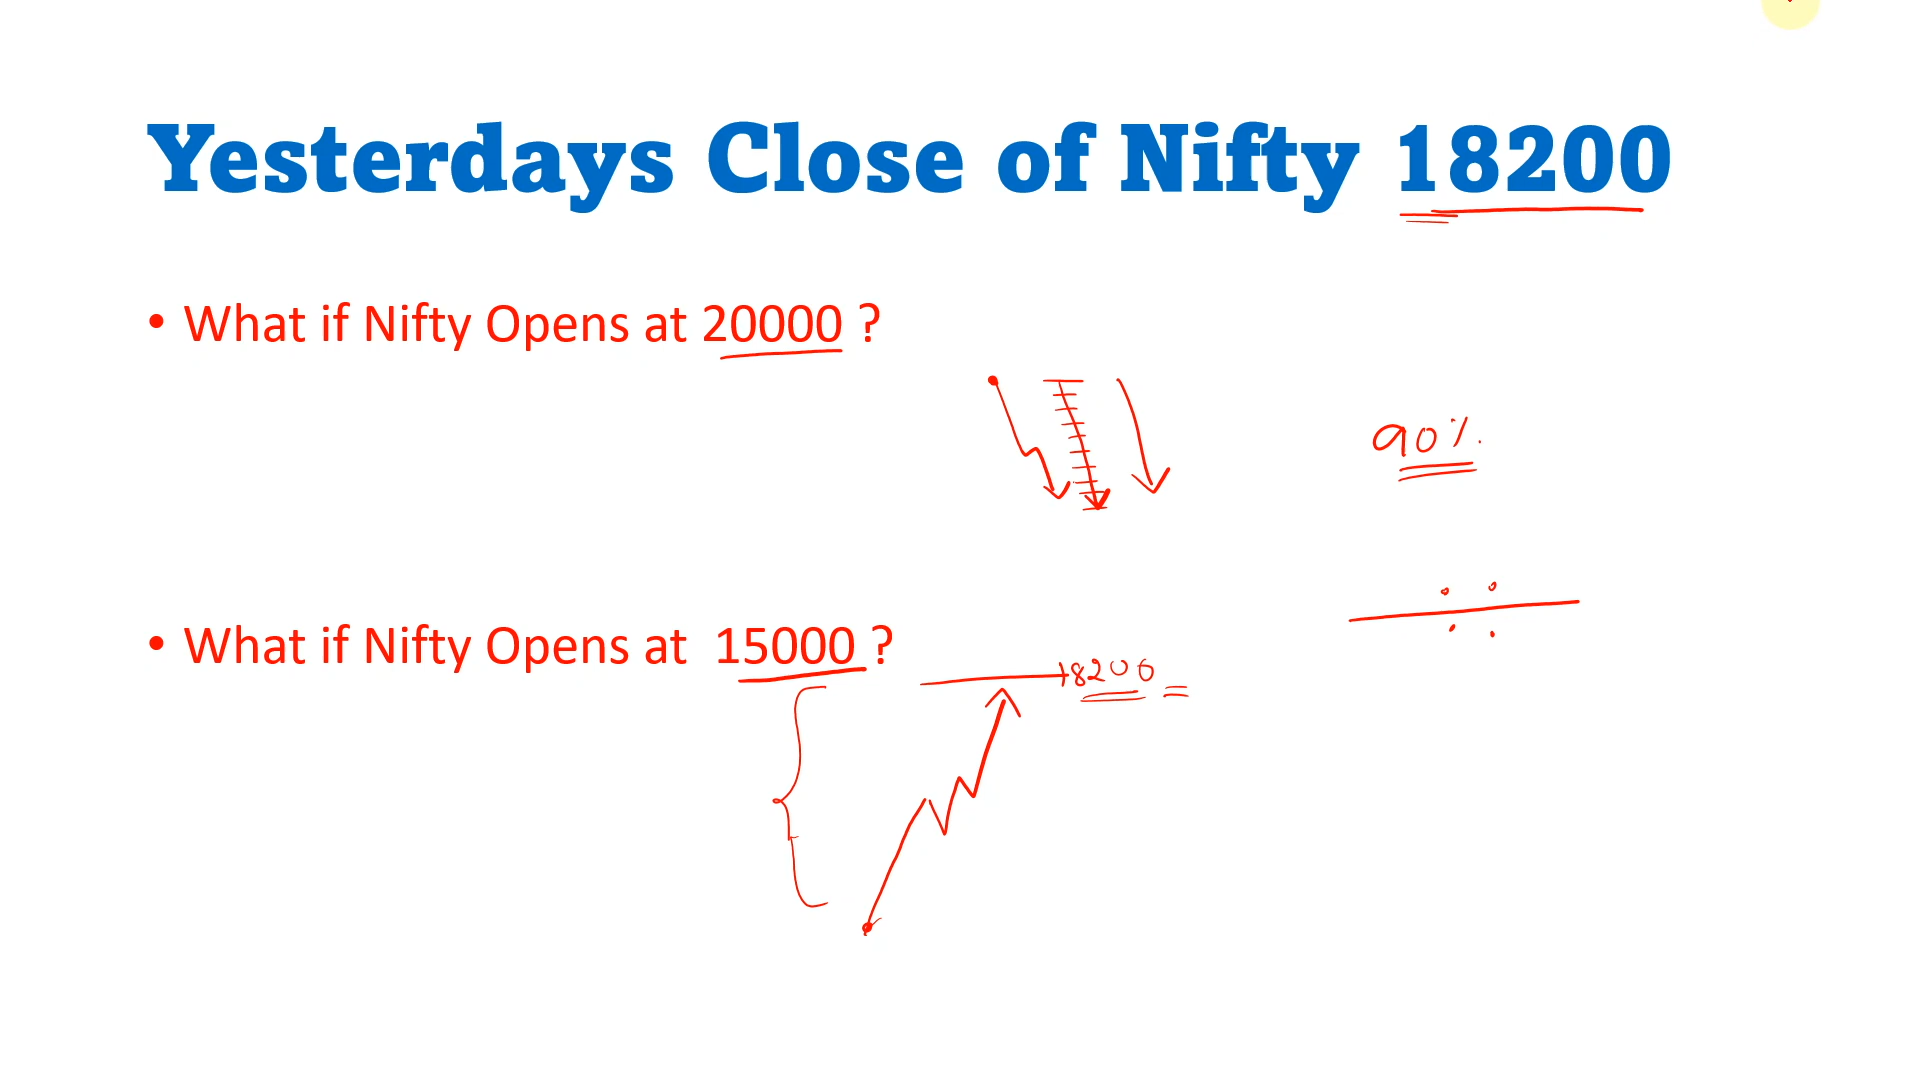 Yesterdays Close of Nifty 18200
• What if Nifty Opens at 20000 ?
90%
• What if Nifty Opens at 15000 ?
18200